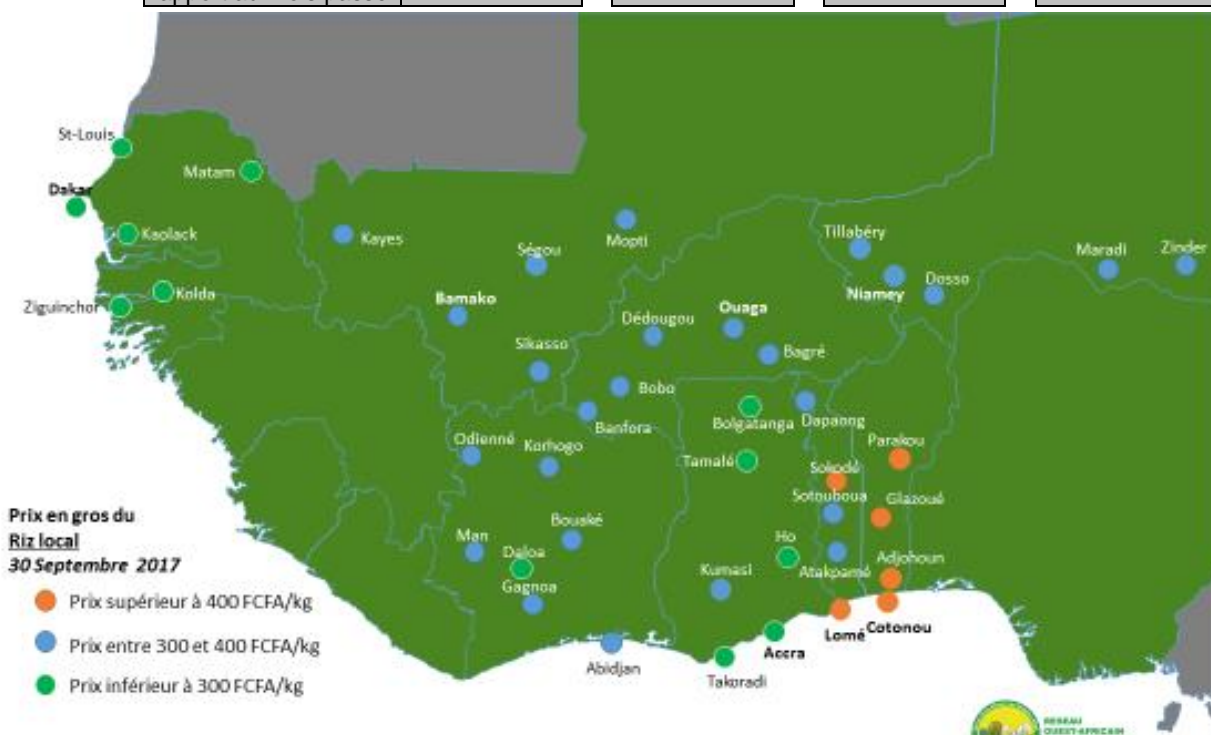 St-Louis
Matam
Dakar
Kaolack
Kayes
Mopti
Tillabéry
Maradi
Zinder
Ségou
Niamey
Dosso
Kolda
Ziguinchor
Bamako
Dédougou
Ouaga
Sikasso
Bagré
Bobo
Banfora
Bolgatanga
Dapaong
Odienné
Korhogo
Parakou
Tamalé
Sokodé
Sotouboua
Glazoué
Prix en gros du
Riz local
30 Septembre 2017
Man
Bouaké
Daloa
Gagnoa
Ho
Kumasi
Atakpamé
Adjohoun
Prix supérieur à 400 FCFA/kg
Lomé
Cotonou
Prix entre 300 et 400 FCFA/kg
Abidjan
Accra
Takoradi
Prix inférieur à 300 FCFA/kg
RESEAU
OUEST-AFRICAIN